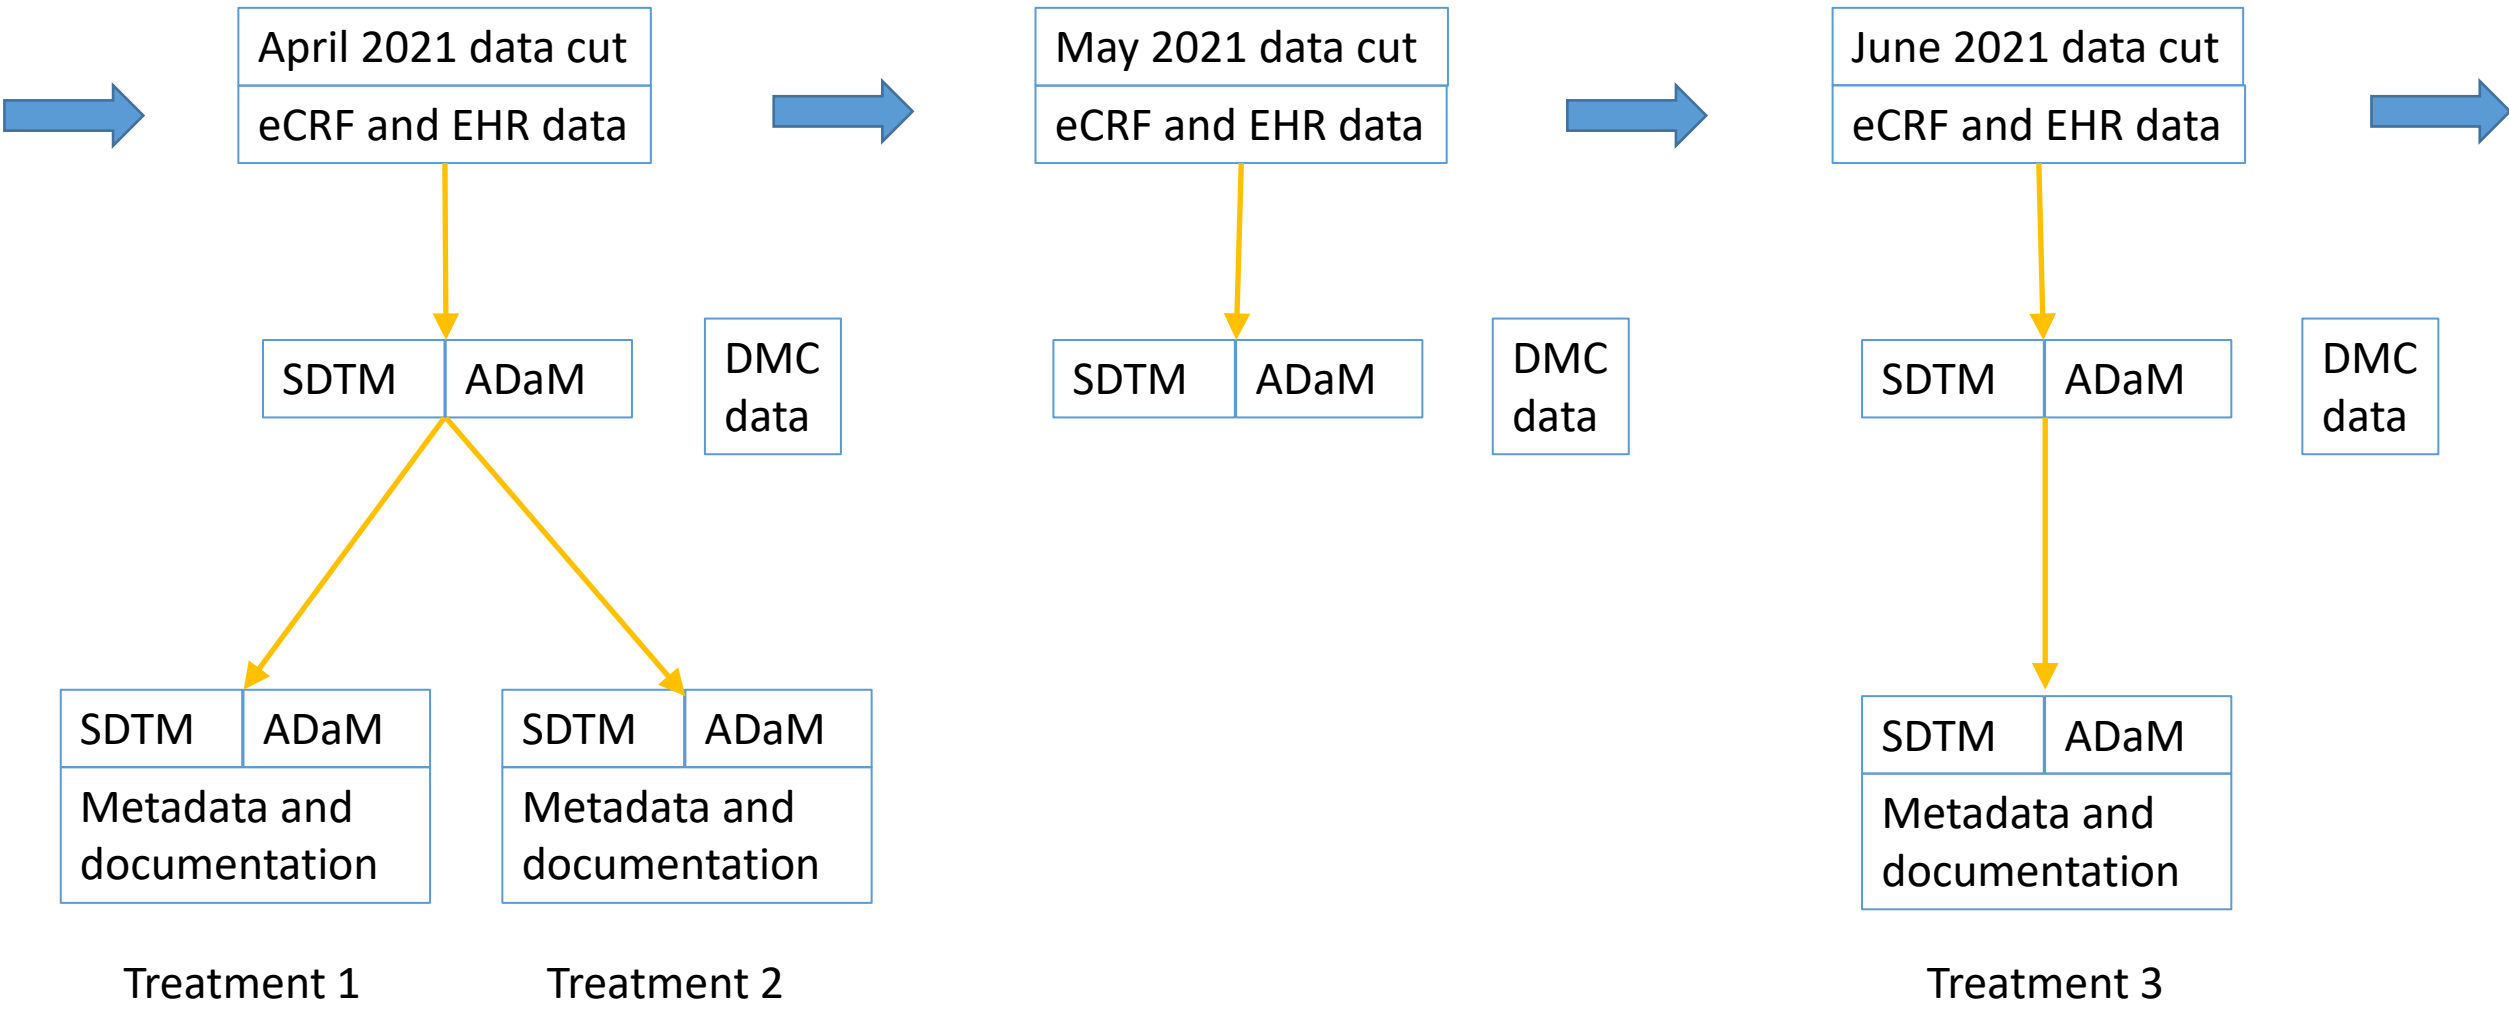 April 2021 data cut
eCRF and EHR data
May 2021 data cut
eCRF and EHR data
June 2021 data cut
eCRF and EHR data
SDTM
ADaM
DMC
data
SDTM
ADaM
DMC
data
SDTM
ADaM
DMC
data
SDTM
ADaM
Metadata and
documentation
Treatment 1
SDTM
ADaM
Metadata and
documentation
Treatment 2
SDTM
ADaM
Metadata and
documentation
Treatment 3